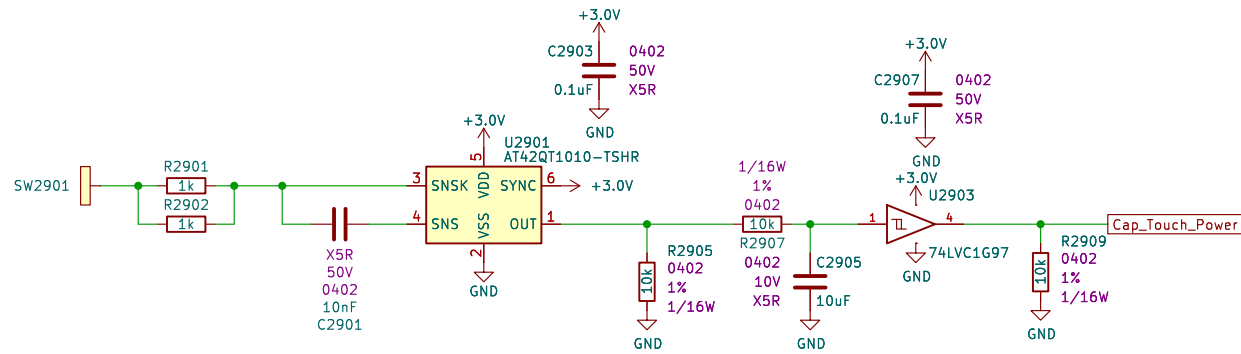 +3.0V
C2903
0402
50V
0.1uF
X5R
GND
+3.0V
C2907
0402
50V
0.1uF
X5R
GND
+3.0V
U2901
AT42QT1010-TSHR
SW2901
R2901
1k
R2902
1k
X5R
50V
0402
10nF
C2901
3
SNSK
4
SNS
5
VDD
VSS
2
SYNC
6
OUT
1
+3.0V
GND
R2905
0402
1%
1/16W
10k
GND
1/16W
1%
0402
10k
R2907
0402
10V
X5R
C2905
10uF
GND
+3.0V
U2903
1
4
74LVC1G97
GND
R2909
0402
1%
1/16W
10k
GND
Cap_Touch_Power